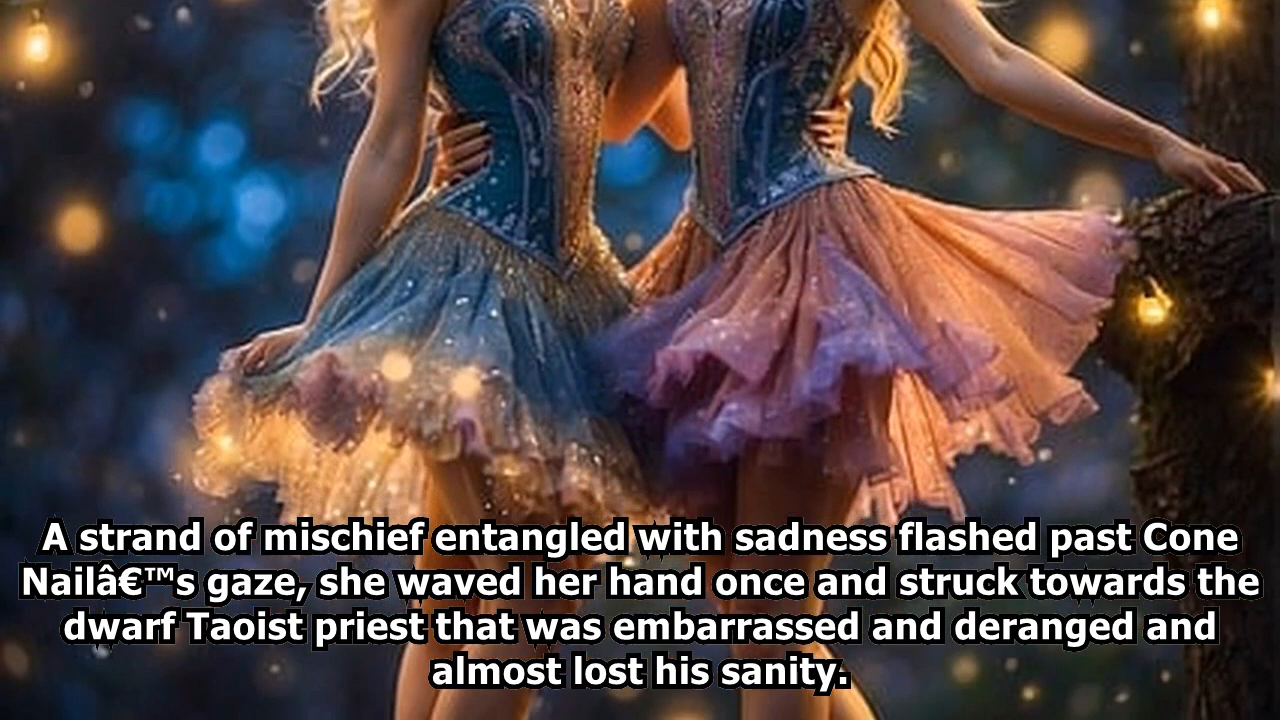 A strand of mischief entangled with sadness flashed past Cone
Nailâ€™s gaze, she waved her hand once and struck towards the
dwarf Taoist priest that was embarrassed and deranged and
almost lost his sanity.